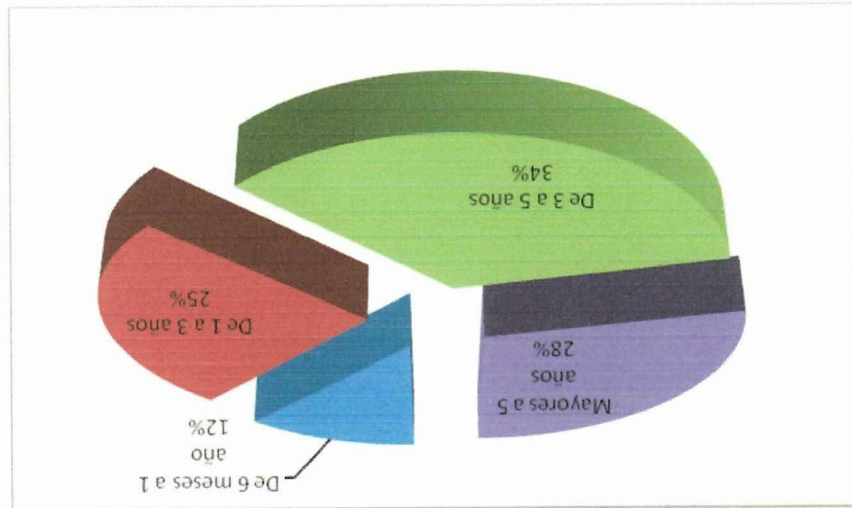 De 6 meses a 1
año
12%
Mayores a 5
años
28%
De 1 a 3 años
25%
De 3 a 5 años
34%